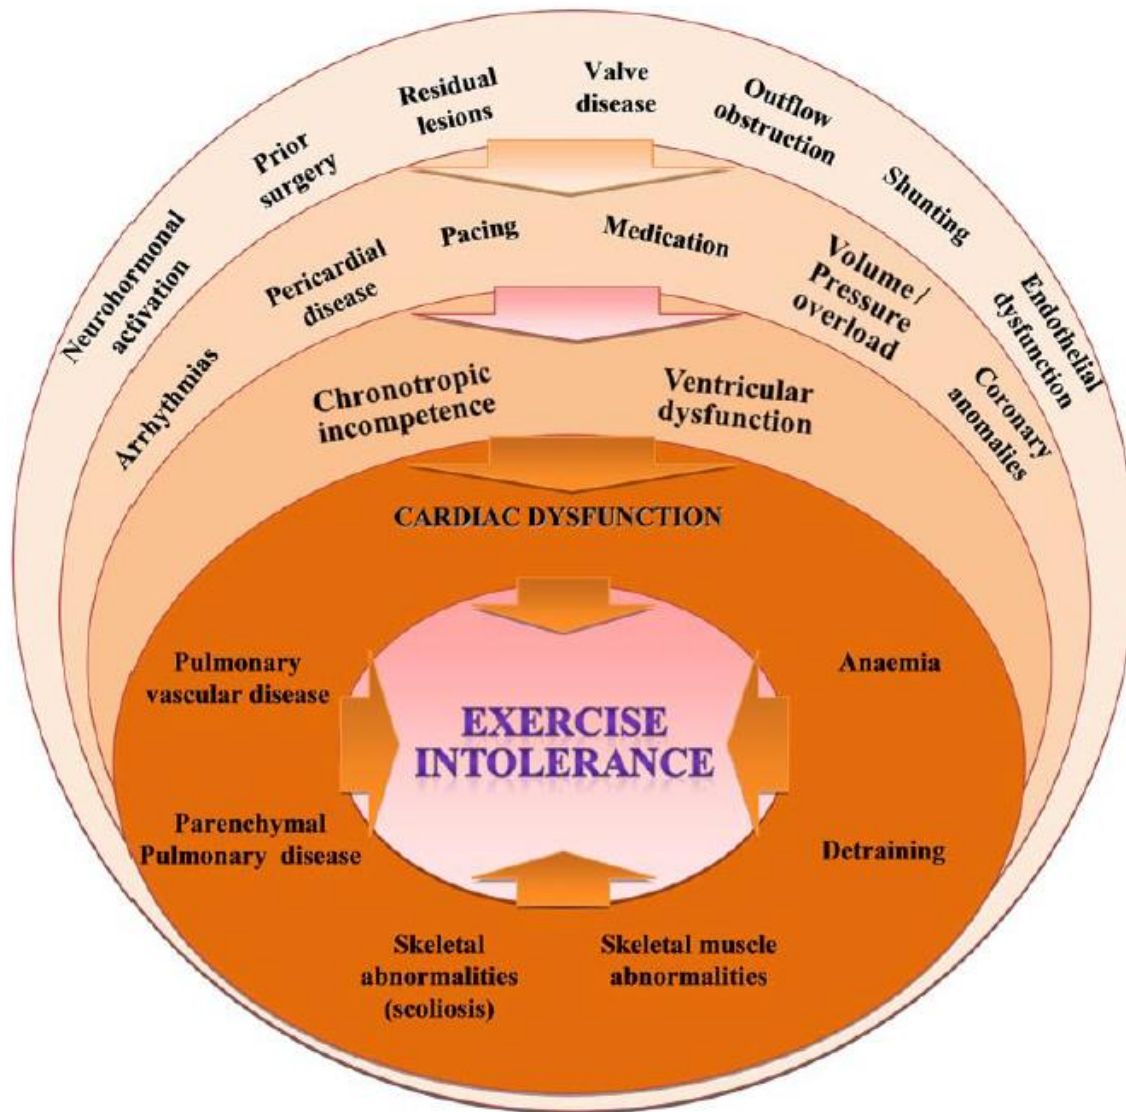 Residual
lesions
Valve
disease
Outflow
obstruction
Prior
surgery
Shunting
Neurohormonal
activation
Endothelial
dysfunction
Pericardial
disease
Pacing
Medication
Volume/
Pressure
overload
Arrhythmias
Coronary
anomalies
Chronotropic
incompetence
Ventricular
dysfunction
CARDIAC DYSFUNCTION
Pulmonary
vascular disease
Anaemia
EXERCISE
INTOLERANCE
Parenchymal
Pulmonary disease
Detraining
Skeletal
abnormalities
(scoliosis)
Skeletal muscle
abnormalities